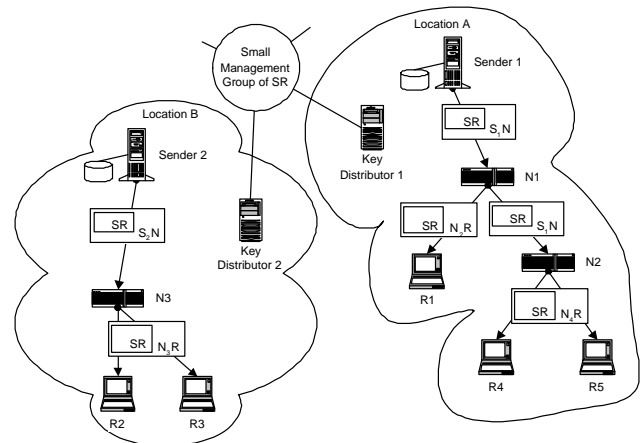 Location A
Small
Management
Group of SR
Sender 1
SR
S1N
Key
Distributor 1
N1
SR
N2R
SR
S1N
R1
N2
SR
N4R
R4
R5
Location B
Sender 2
SR
S2N
Key
Distributor 2
N3
SR
N3R
R2
R3